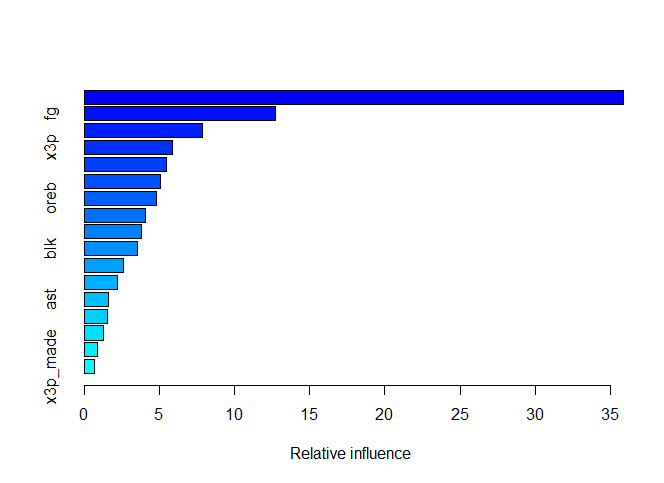 fg
x3p
oreb
blk
ast
x3p_made
0 5 10 15 20 25 30 35
Relative influence